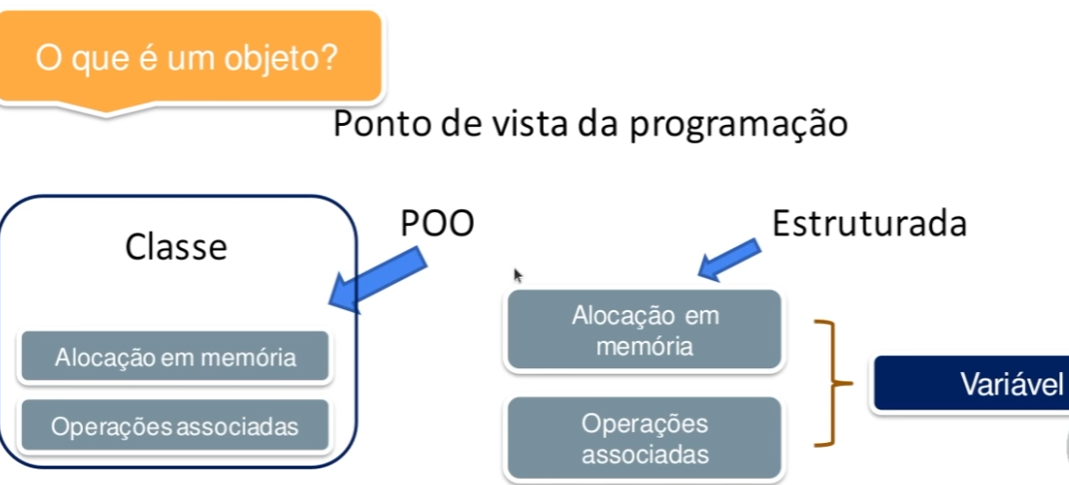 O que é um objeto?
Ponto de vista da programação
POO
Estruturada
Classe
Alocação em memória
Operações associadas
Alocação em
memória
Operações
associadas
Variável